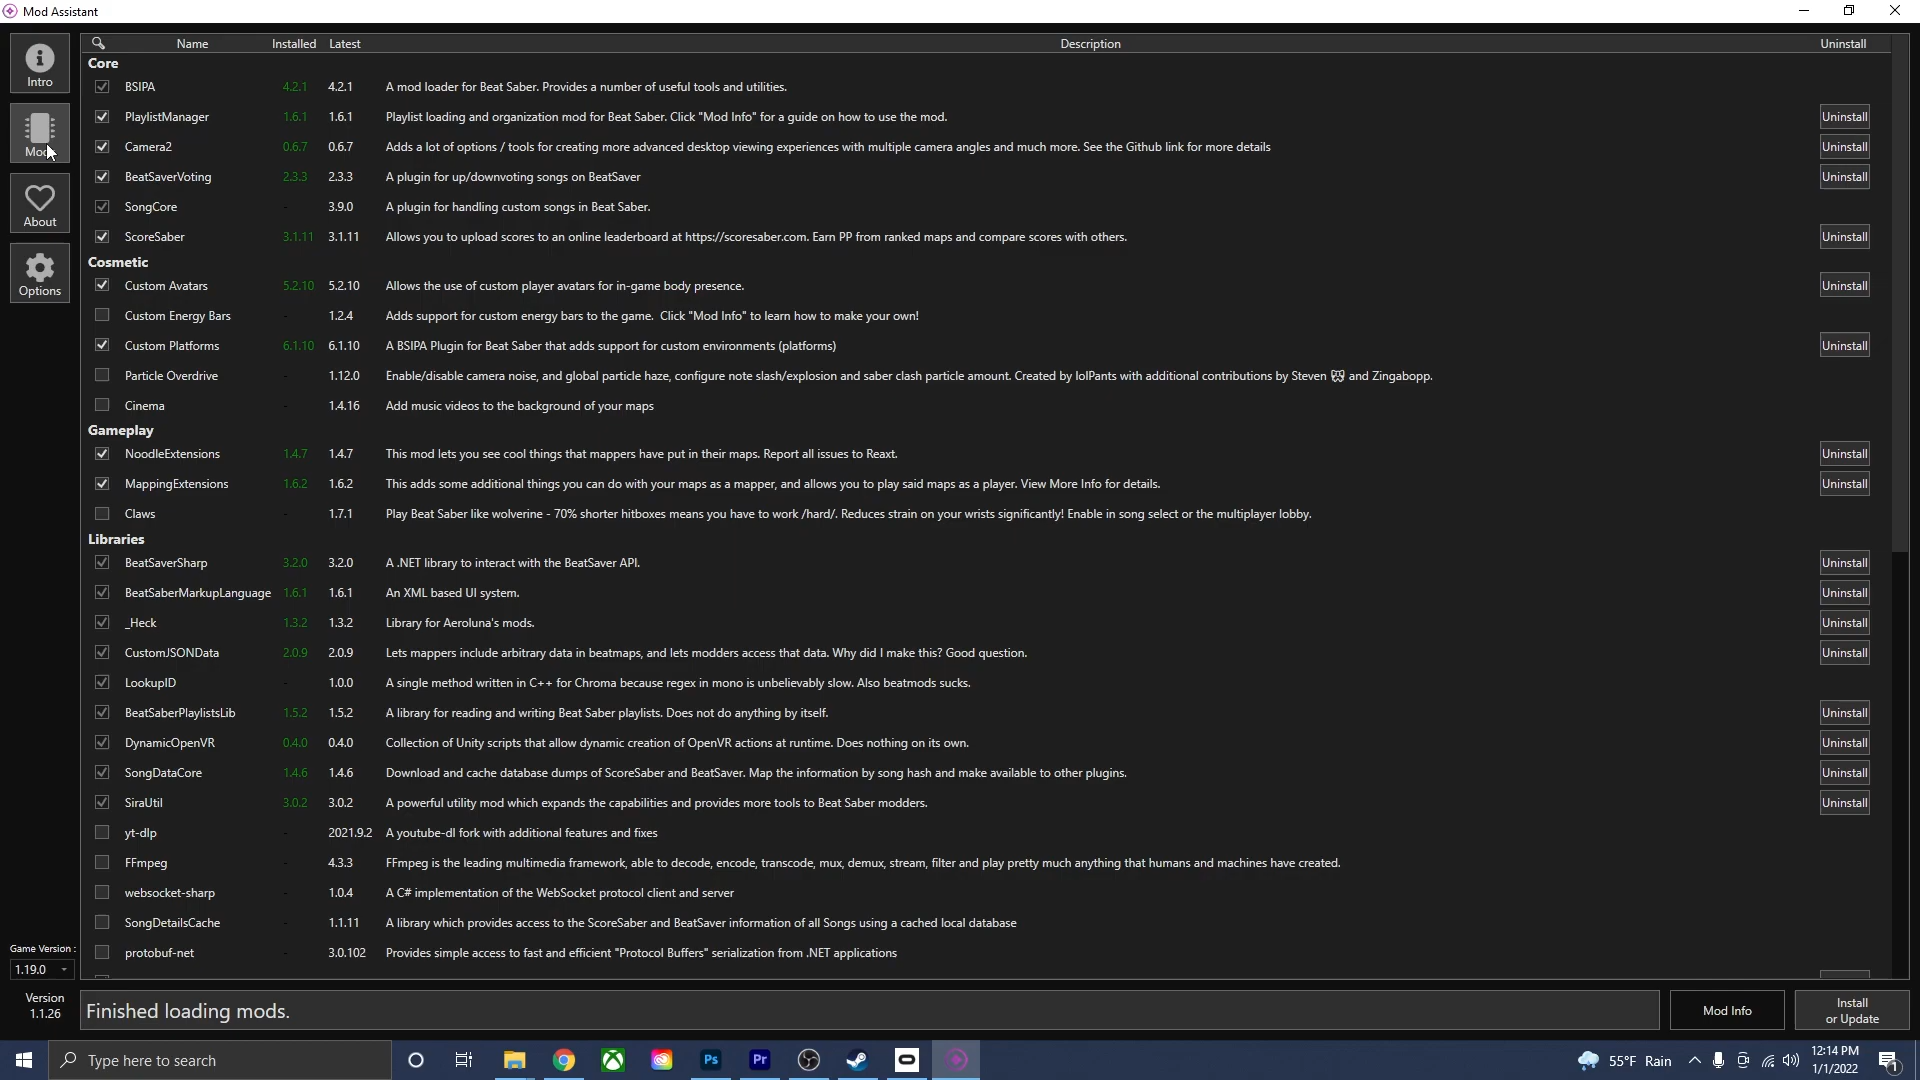 Mod Assistant
Name Installed Latest Description Uninstall
Intro
Mod
About
Options
Core
BSIPA 4.2.1 4.2.1 A mod loader for Beat Saber. Provides a number of useful tools and utilities.
PlaylistManager 1.6.1 1.6.1 Playlist loading and organization mod for Beat Saber. Click "Mod Info" for a guide on how to use the mod. Uninstall
Camera2 0.6.7 0.6.7 Adds a lot of options / tools for creating more advanced desktop viewing experiences with multiple camera angles and much more. See the Github link for more details Uninstall
BeatSaverVoting 2.3.3 2.3.3 A plugin for up/downvoting songs on BeatSaver Uninstall
SongCore - 3.9.0 A plugin for handling custom songs in Beat Saber.
ScoreSaber 3.1.11 3.1.11 Allows you to upload scores to an online leaderboard at https://scoresaber.com. Earn PP from ranked maps and compare scores with others. Uninstall
Cosmetic
Custom Avatars 5.2.10 5.2.10 Allows the use of custom player avatars for in-game body presence. Uninstall
Custom Energy Bars - 1.2.4 Adds support for custom energy bars to the game. Click "Mod Info" to learn how to make your own!
Custom Platforms 6.1.10 6.1.10 A BSIPA Plugin for Beat Saber that adds support for custom environments (platforms) Uninstall
Particle Overdrive - 1.12.0 Enable/disable camera noise, and global particle haze, configure note slash/explosion and saber clash particle amount. Created by lolPants with additional contributions by Steven 🐺 and Zingabopp.
Cinema - 1.4.16 Add music videos to the background of your maps
Gameplay
NoodleExtensions 1.4.7 1.4.7 This mod lets you see cool things that mappers have put in their maps. Report all issues to Reaxt. Uninstall
MappingExtensions 1.6.2 1.6.2 This adds some additional things you can do with your maps as a mapper, and allows you to play said maps as a player. View More Info for details. Uninstall
Claws - 1.7.1 Play Beat Saber like wolverine - 70% shorter hitboxes means you have to work /hard/. Reduces strain on your wrists significantly! Enable in song select or the multiplayer lobby.
Libraries
BeatSaverSharp 3.2.0 3.2.0 A .NET library to interact with the BeatSaver API. Uninstall
BeatSaberMarkupLanguage 1.6.1 1.6.1 An XML based UI system. Uninstall
_Heck 1.3.2 1.3.2 Library for Aeroluna's mods. Uninstall
CustomJSONData 2.0.9 2.0.9 Lets mappers include arbitrary data in beatmaps, and lets modders access that data. Why did I make this? Good question. Uninstall
LookupID - 1.0.0 A single method written in C++ for Chroma because regex in mono is unbelievably slow. Also beatmods sucks.
BeatSaberPlaylistsLib 1.5.2 1.5.2 A library for reading and writing Beat Saber playlists. Does not do anything by itself. Uninstall
DynamicOpenVR 0.4.0 0.4.0 Collection of Unity scripts that allow dynamic creation of OpenVR actions at runtime. Does nothing on its own. Uninstall
SongDataCore 1.4.6 1.4.6 Download and cache database dumps of ScoreSaber and BeatSaver. Map the information by song hash and make available to other plugins. Uninstall
SiraUtil 3.0.2 3.0.2 A powerful utility mod which expands the capabilities and provides more tools to Beat Saber modders. Uninstall
yt-dlp - 2021.9.2 A youtube-dl fork with additional features and fixes
FFmpeg - 4.3.3 FFmpeg is the leading multimedia framework, able to decode, encode, transcode, mux, demux, stream, filter and play pretty much anything that humans and machines have created.
websocket-sharp - 1.0.4 A C# implementation of the WebSocket protocol client and server
SongDetailsCache - 1.1.11 A library which provides access to the ScoreSaber and BeatSaver information of all Songs using a cached local database
protobuf-net - 3.0.102 Provides simple access to fast and efficient "Protocol Buffers" serialization from .NET applications
Game Version :
1.19.0
Version
1.1.26
Finished loading mods.
Mod Info
Install
or Update
Type here to search
Ps
Pr
55°F Rain
12:14 PM
1/1/2022
1